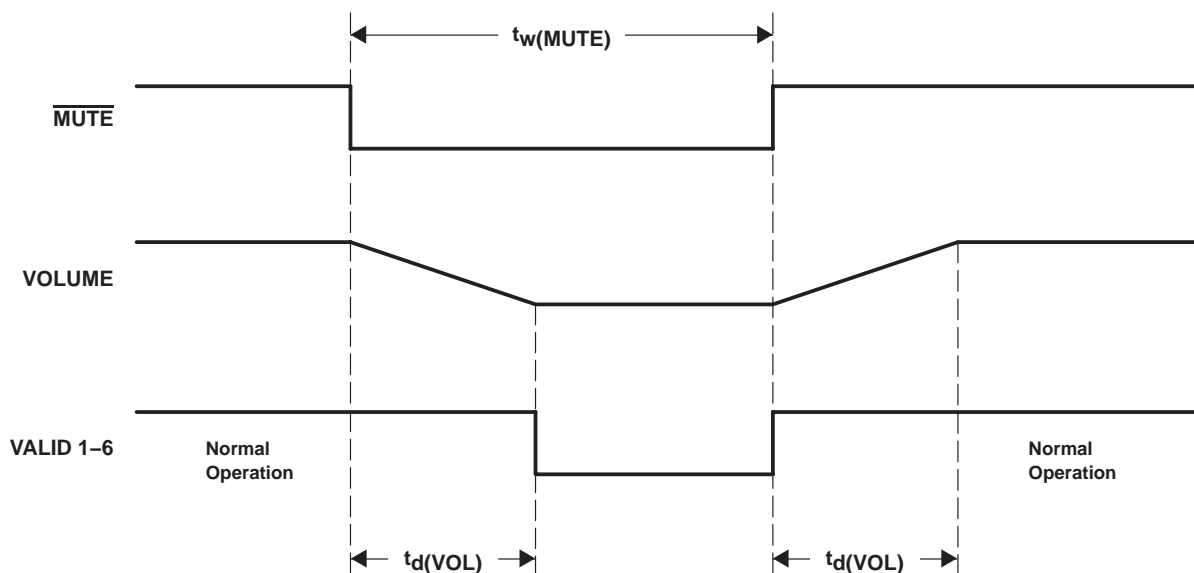 tw(MUTE)
MUTE
VOLUME
VALID 1–6
Normal
Operation
Normal
Operation
td(VOL)
td(VOL)